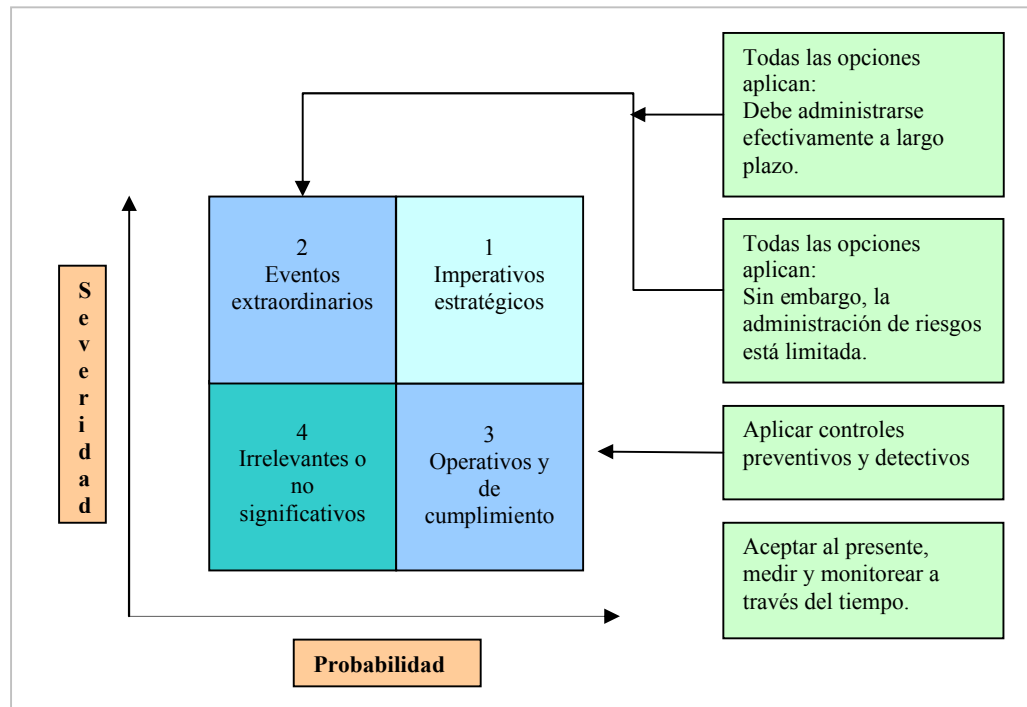 Todas las opciones
aplican:
Debe administrarse
efectivamente a largo
plazo.
2
Eventos
extraordinarios
1
Imperativos
estratégicos
Todas las opciones
aplican:
Sin embargo, la
administración de riesgos
está limitada.
Severidad
4
Irrelevantes o
no
significativos
3
Operativos y
de
cumplimiento
Aplicar controles
preventivos y detectivos
Aceptar al presente,
medir y monitorear a
través del tiempo.
Probabilidad